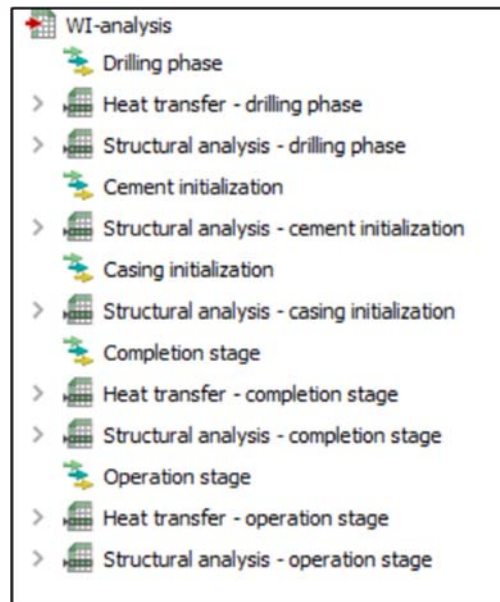 WI-analysis
Drilling phase
Heat transfer - drilling phase
Structural analysis - drilling phase
Cement initialization
Structural analysis - cement initialization
Casing initialization
Structural analysis - casing initialization
Completion stage
Heat transfer - completion stage
Structural analysis - completion stage
Operation stage
Heat transfer - operation stage
Structural analysis - operation stage